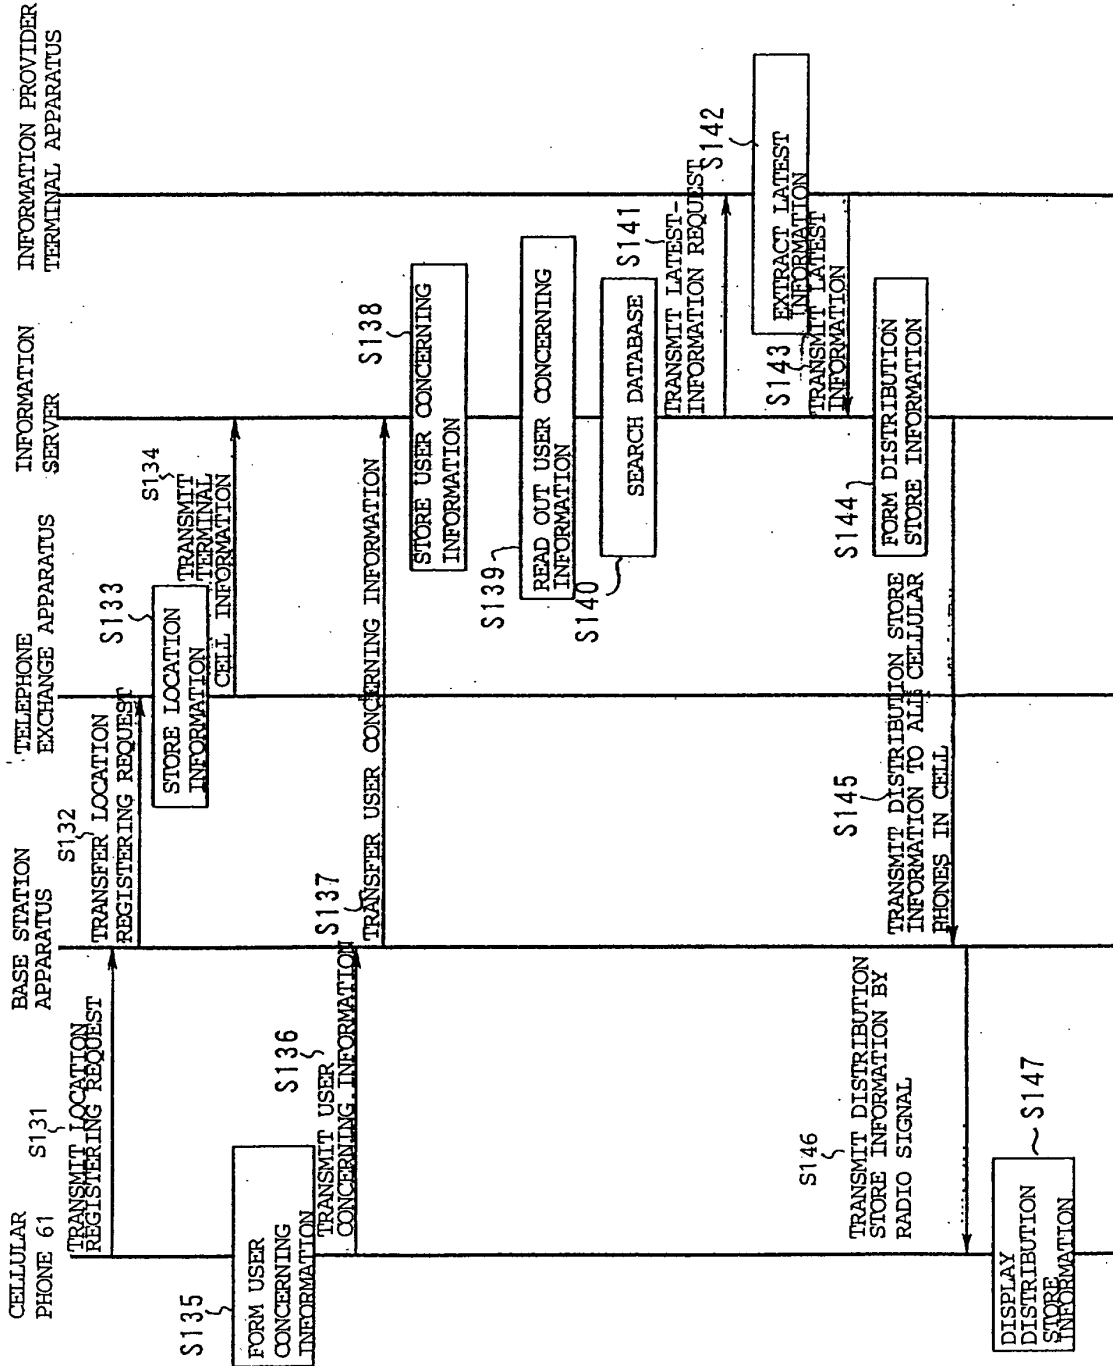 CELLULAR
PHONE 61
BASE STATION
APPARATUS
TELEPHONE
EXCHANGE APPARATUS
INFORMATION
SERVER
INFORMATION PROVIDER
TERMINAL APPARATUS
S131
TRANSMIT LOCATION
REGISTERING REQUEST
S132
TRANSFER LOCATION
REGISTERING REQUEST
S133
STORE LOCATION
INFORMATION
S134
TRANSMIT
TERMINAL
CELL INFORMATION
S135
FORM USER
CONCERNING
INFORMATION
S136
TRANSMIT USER
CONCERNING INFORMATION
S137
TRANSFER USER CONCERNING INFORMATION
S138
STORE USER CONCERNING
INFORMATION
S139
READ OUT USER CONCERNING
INFORMATION
S140
SEARCH DATABASE
S141
TRANSMIT LATEST-
INFORMATION REQUEST
S142
EXTRACT LATEST
INFORMATION
S143
TRANSMIT LATEST
INFORMATION
S144
FORM DISTRIBUTION
STORE INFORMATION
S145
TRANSMIT DISTRIBUTION STORE
INFORMATION TO ALL CELLULAR
PHONES IN CELL
S146
TRANSMIT DISTRIBUTION
STORE INFORMATION BY
RADIO SIGNAL
S147
DISPLAY
DISTRIBUTION
STORE
INFORMATION